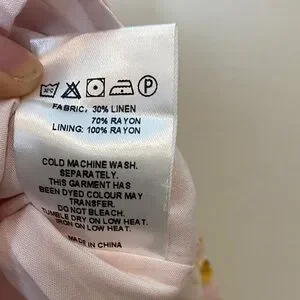 30°C P
FABRIC: 30% LINEN
70% RAYON
LINING: 100% RAYON
COLD MACHINE WASH.
SEPARATELY.
THIS GARMENT HAS
BEEN DYED COLOUR MAY
TRANSFER.
DO NOT BLEACH.
TUMBLE DRY ON LOW HEAT.
IRON ON LOW HEAT.
MADE IN CHINA